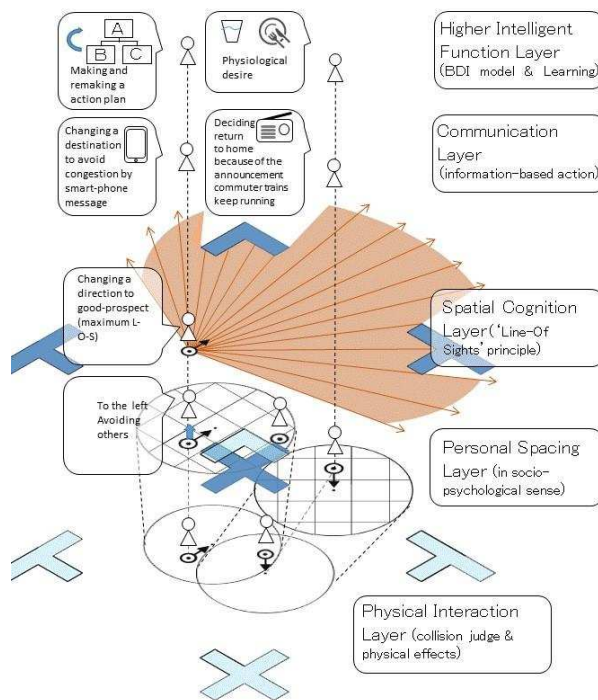 A
B
C
Making and
remaking a
action plan
Physiological
desire
Higher Intelligent
Function Layer
(BDI model & Learning)
Changing a
destination
to avoid
congestion by
smart-phone
message
Deciding
return
to home
because of the
announcement
commuter trains
keep running
Communication
Layer
(information-based action)
Changing a
direction to
good-prospect
(maximum L-
O-S)
Spatial Cognition
Layer('Line-Of
Sights' principle)
To the left
Avoiding
others
Personal Spacing
Layer (in socio-
psychological sense)
Physical Interaction
Layer (collision judge &
physical effects)